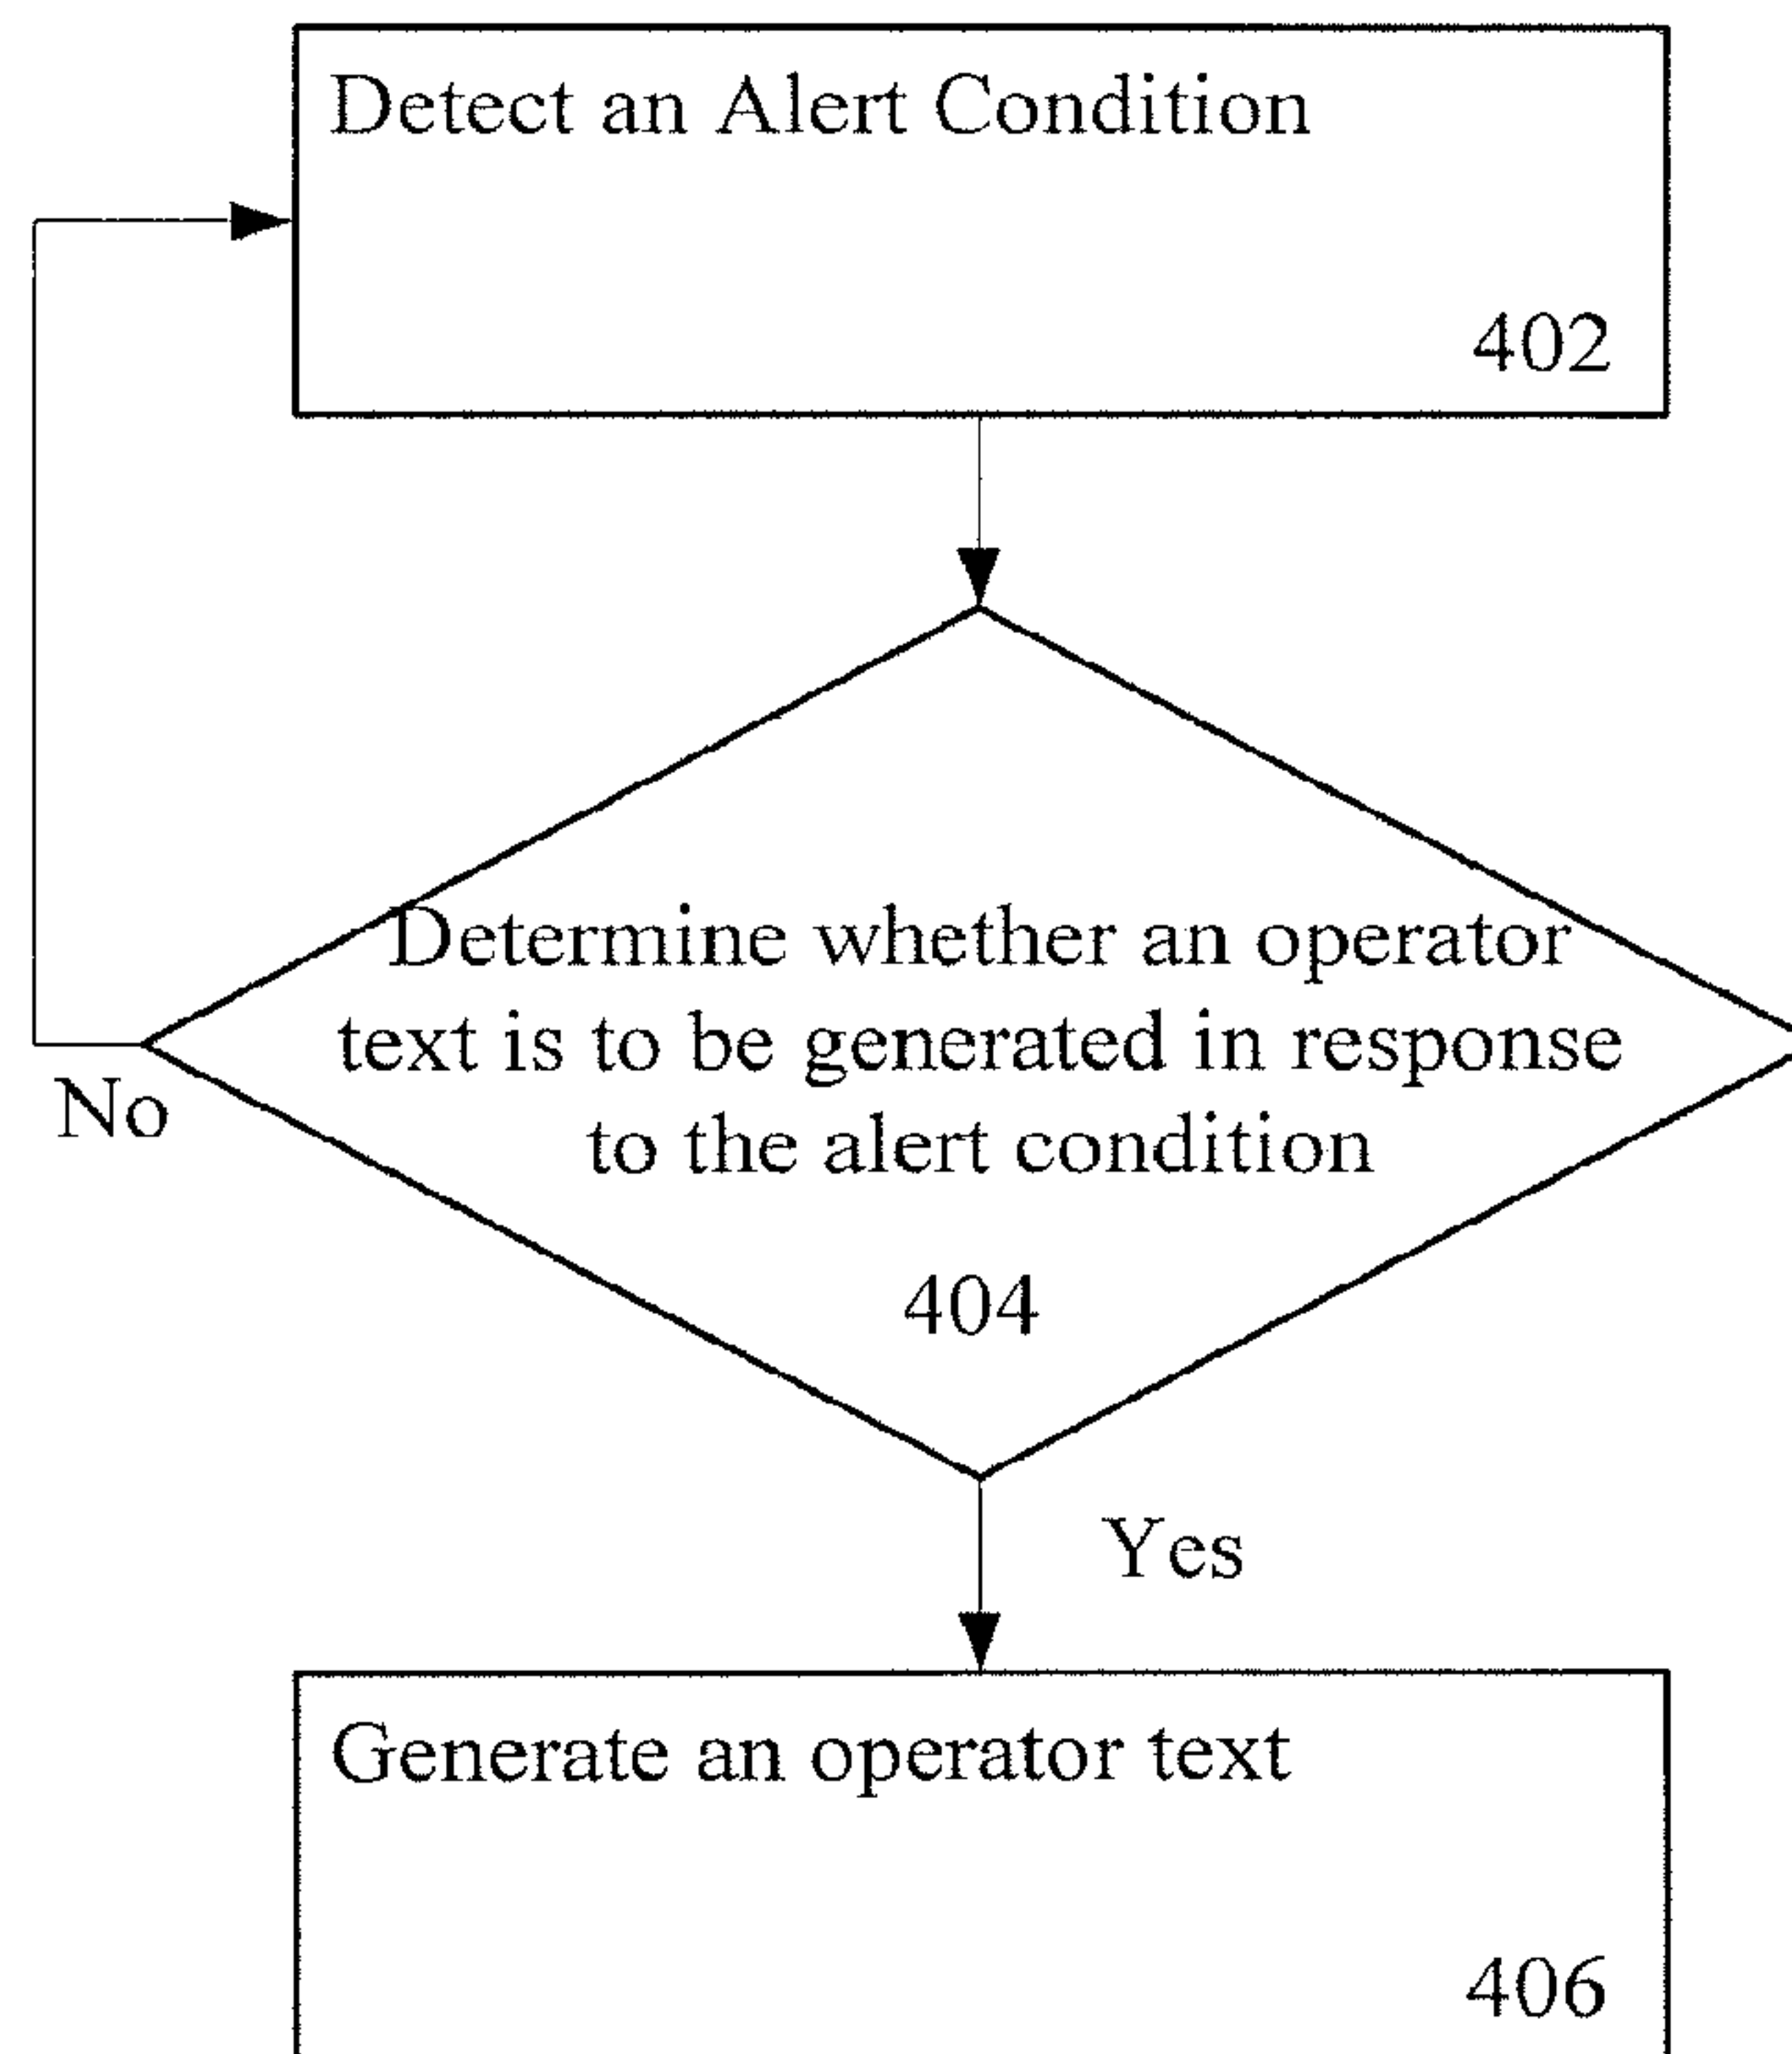 Detect an Alert Condition
402
Determine whether an operator
text is to be generated in response
to the alert condition
404
No
Yes
Generate an operator text
406